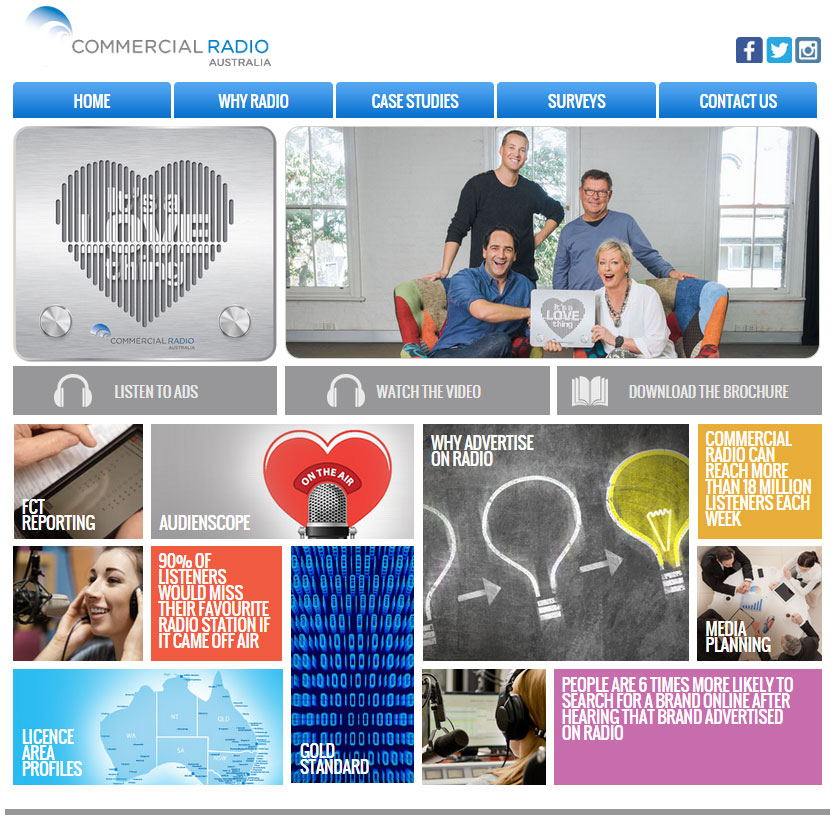 COMMERCIAL RADIO
AUSTRALIA
HOME
WHY RADIO
CASE STUDIES
SURVEYS
CONTACT US
It's a
LOVE
thing
COMMERCIAL RADIO
AUSTRALIA
It's a
LOVE
thing
LISTEN TO ADS
WATCH THE VIDEO
DOWNLOAD THE BROCHURE
FCT
REPORTING
ON THE AIR
AUDIENSCOPE
WHY ADVERTISE
ON RADIO
COMMERCIAL
RADIO CAN
REACH MORE
THAN 18 MILLION
LISTENERS EACH
WEEK
90% OF
LISTENERS
WOULD MISS
THEIR FAVOURITE
RADIO STATION IF
IT CAME OFF AIR
GOLD
STANDARD
MEDIA
PLANNING
NT
QLD
WA
SA
NSW
LICENCE
AREA
PROFILES
PEOPLE ARE 6 TIMES MORE LIKELY TO
SEARCH FOR A BRAND ONLINE AFTER
HEARING THAT BRAND ADVERTISED
ON RADIO